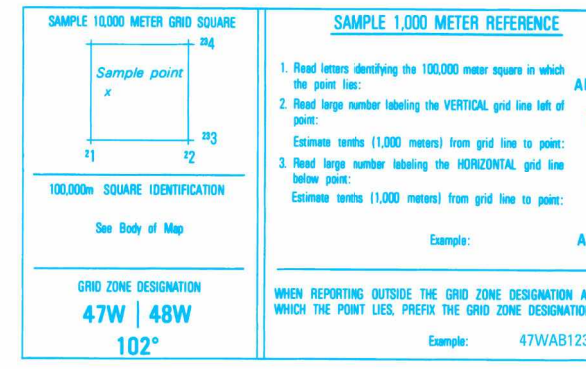 SAMPLE 10,000 METER GRID SQUARE
²³4
Sample point
x
²³3
²1
²2
100,000m SQUARE IDENTIFICATION
See Body of Map
GRID ZONE DESIGNATION
47W | 48W
102°
SAMPLE 1,000 METER REFERENCE
1. Read letters identifying the 100,000 meter square in which
the point lies:
2. Read large number labeling the VERTICAL grid line left of
point:
Estimate tenths (1,000 meters) from grid line to point:
3. Read large number labeling the HORIZONTAL grid line
below point:
Estimate tenths (1,000 meters) from grid line to point:
Example:
WHEN REPORTING OUTSIDE THE GRID ZONE DESIGNATION
WHICH THE POINT LIES, PREFIX THE GRID ZONE
Example: 47WAB123